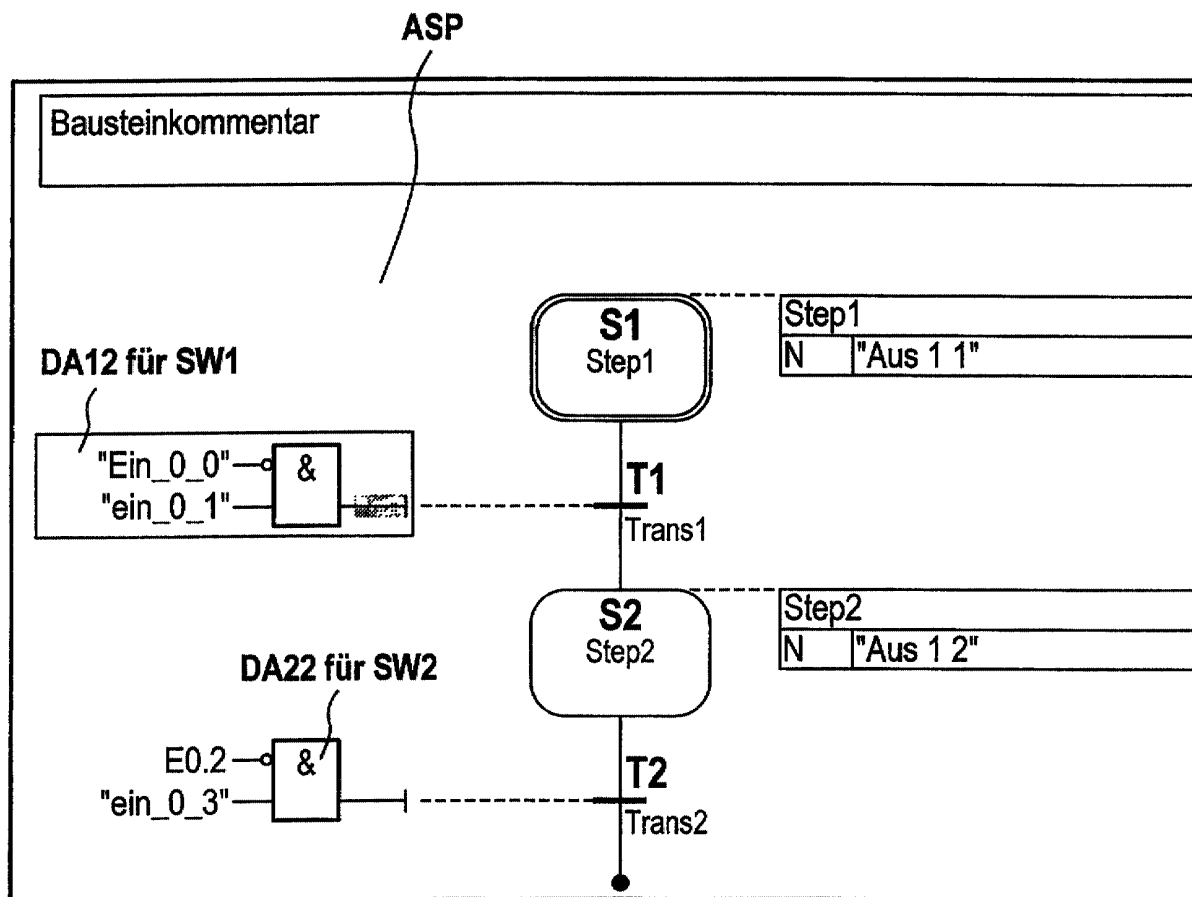 ASP
Bausteinkommentar
S1
Step1
Step1
N "Aus 1 1"
DA12 für SW1
"Ein_0_0"
&
"ein_0_1"
T1
Trans1
S2
Step2
Step2
N "Aus 1 2"
DA22 für SW2
E0.2
&
"ein_0_3"
T2
Trans2